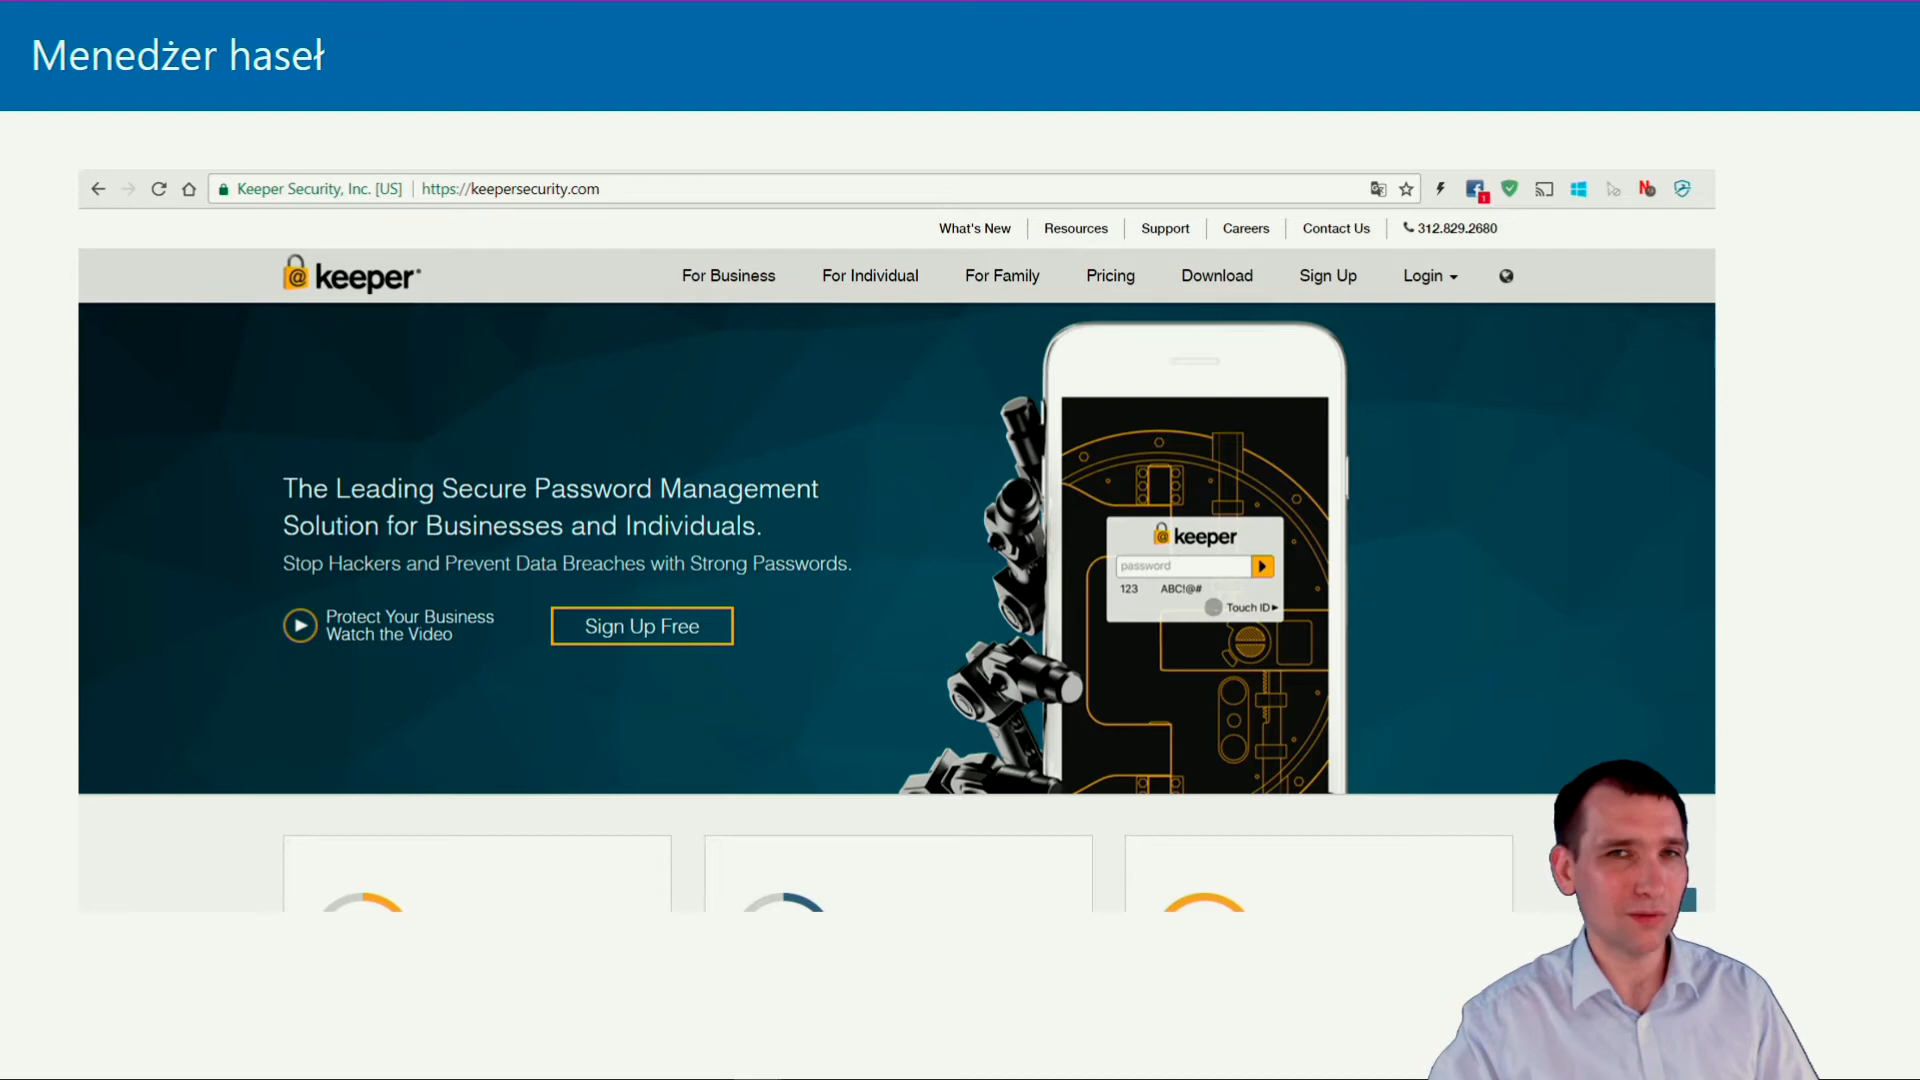 Menedżer haseł
Keeper Security, Inc. [US] https://keepersecurity.com
1
What's New Resources Support Careers Contact Us 312.829.2680
keeper For Business For Individual For Family Pricing Download Sign Up Login
The Leading Secure Password Management
Solution for Businesses and Individuals.
Stop Hackers and Prevent Data Breaches with Strong Passwords.
Protect Your Business
Watch the Video
Sign Up Free
keeper
password
123 ABC!@#
Touch ID